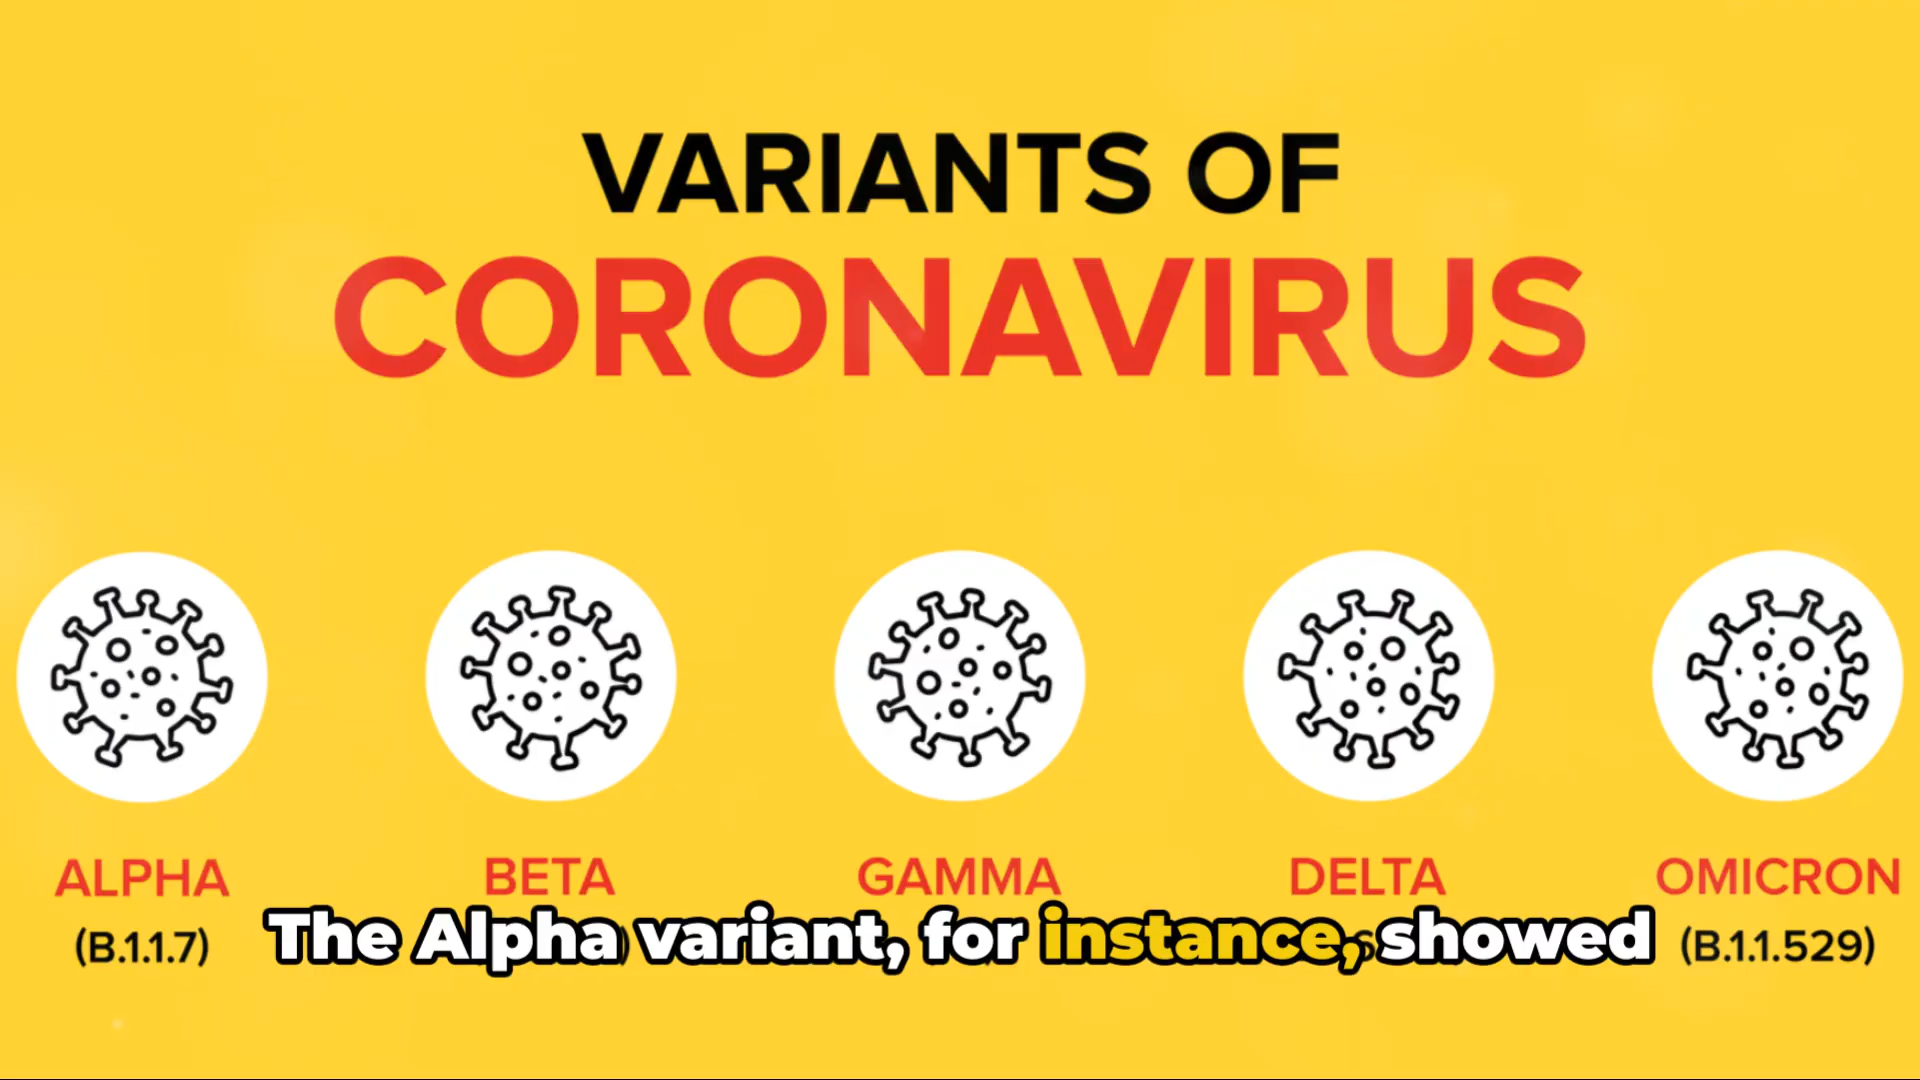 VARIANTS OF
CORONAVIRUS
ALPHA
BETA
GAMMA
DELTA
OMICRON
(B.1.1.7)
The Alpha variant, for instance, showed
(B.1.1.529)